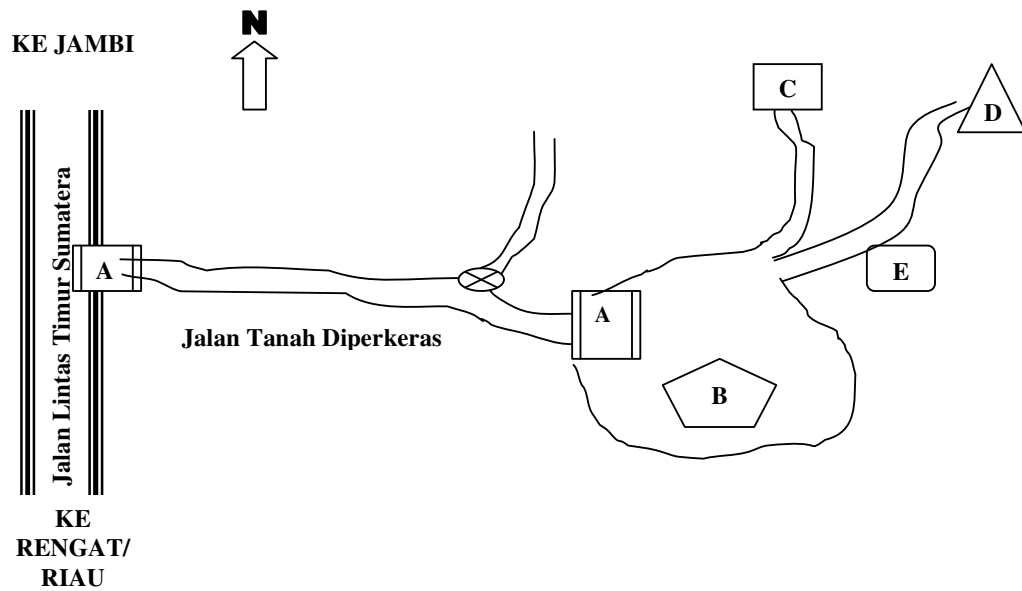 N
KE JAMBI
C
D
Jalan Lintas Timur Sumatera
A
E
A
Jalan Tanah Diperkeras
B
KE
RENGAT/
RIAU